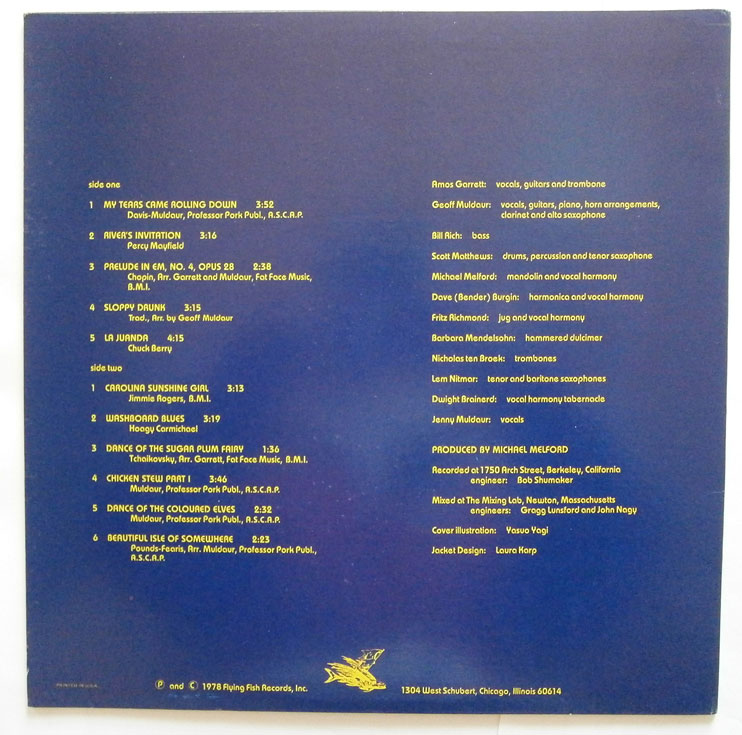 side one
1 MY TEARS CAME ROLLING DOWN 3:52
Davis-Muldaur, Professor Pork Publ., A.S.C.A.P.
2 RIVER'S INVITATION 3:16
Percy Mayfield
3 PRELUDE IN EM, NO. 4, OPUS 28 2:38
Chopin, Arr. Garrett and Muldaur, Fat Face Music,
B.M.I.
4 SLOPPY DRUNK 3:15
Trad., Arr. by Geoff Muldaur
5 LA JUANDA 4:15
Chuck Berry
side two
1 CAROLINA SUNSHINE GIRL 3:13
Jimmie Rogers, B.M.I.
2 WASHBOARD BLUES 3:19
Hoagy Carmichael
3 DANCE OF THE SUGAR PLUM FAIRY 1:36
Tchaikovsky, Arr. Garrett, Fat Face Music, B.M.I.
4 CHICKEN STEW PART I 3:46
Muldaur, Professor Pork Publ., A.S.C.A.P.
5 DANCE OF THE COLOURED ELVES 2:32
Muldaur, Professor Pork Publ., A.S.C.A.P.
6 BEAUTIFUL ISLE OF SOMEWHERE 2:23
Pounds-Fearis, Arr. Muldaur, Professor Pork Publ.,
A.S.C.A.P.
Amos Garrett: vocals, guitars and trombone
Geoff Muldaur: vocals, guitars, piano, horn arrangements,
clarinet and alto saxophone
Bill Rich: bass
Scott Matthews: drums, percussion and tenor saxophone
Michael Melford: mandolin and vocal harmony
Dave (Bender) Burgin: harmonica and vocal harmony
Fritz Richmond: jug and vocal harmony
Barbara Mendelsohn: hammered dulcimer
Nicholas ten Broek: trombones
Lem Nitmar: tenor and baritone saxophones
Dwight Brainerd: vocal harmony tabernacle
Jenny Muldaur: vocals
PRODUCED BY MICHAEL MELFORD
Recorded at 1750 Arch Street, Berkeley, California
engineer: Bob Shumaker
Mixed at The Mixing Lab, Newton, Massachusetts
engineers: Gragg Lunsford and John Nagy
Cover illustration: Yasuo Yagi
Jacket Design: Laura Karp
PRINTED IN U.S.A.
℗ and © 1978 Flying Fish Records, Inc.
1304 West Schubert, Chicago, Illinois 60614